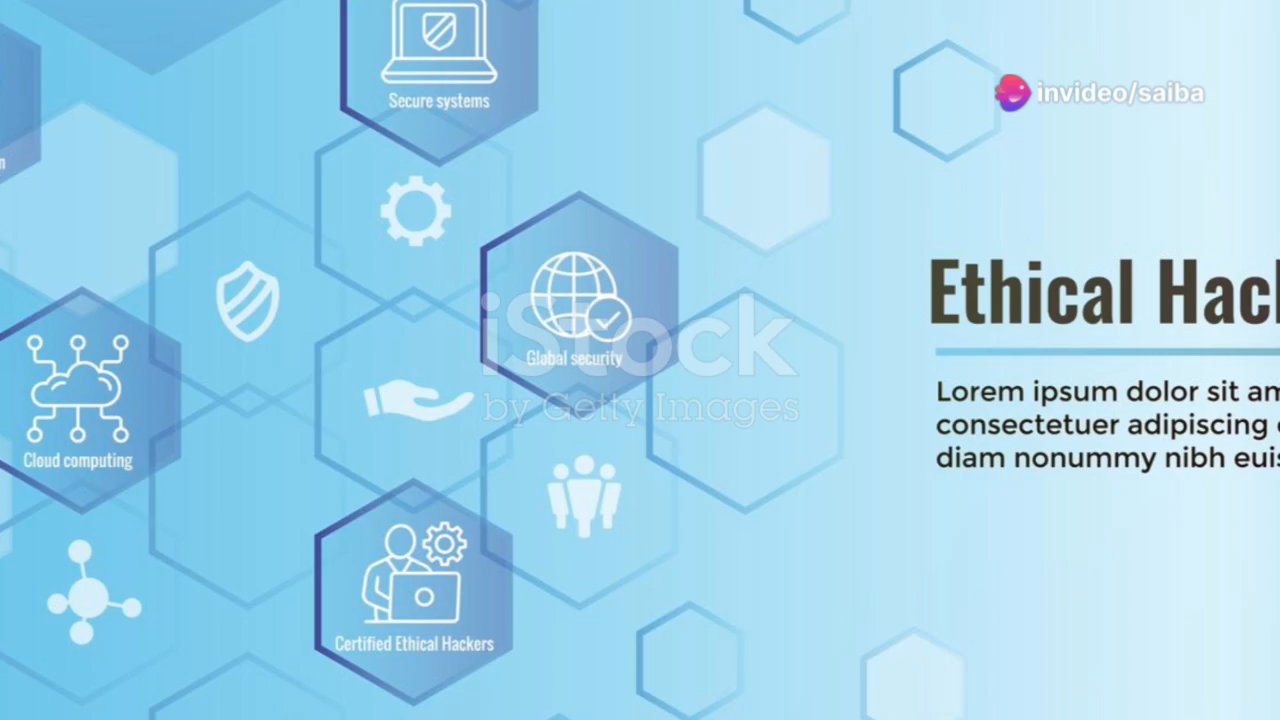 Secure systems
invideo/saiba
n
Global security
Ethical Hack
iStock
by Getty Images
Lorem ipsum dolor sit am
consectetuer adipiscing e
diam nonummy nibh euis
Cloud computing
Certified Ethical Hackers